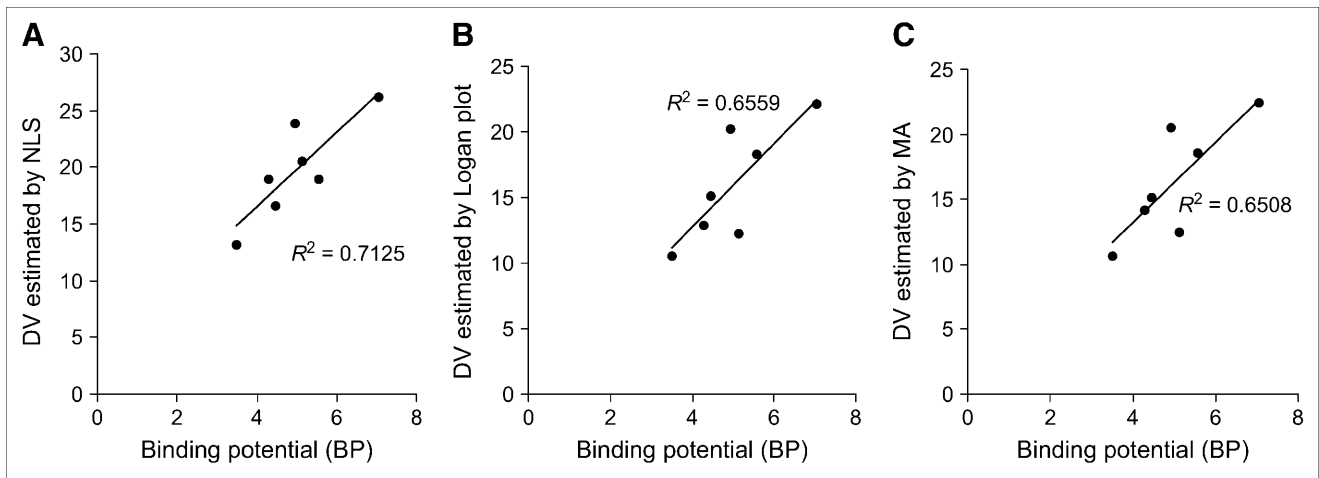 A
30
25
20
15
10
5
0
0 2 4 6 8
DV estimated by NLS
R² = 0.7125
Binding potential (BP)
B
25
20
15
10
5
0
0 2 4 6 8
DV estimated by Logan plot
R² = 0.6559
Binding potential (BP)
C
25
20
15
10
5
0
0 2 4 6 8
DV estimated by MA
R² = 0.6508
Binding potential (BP)